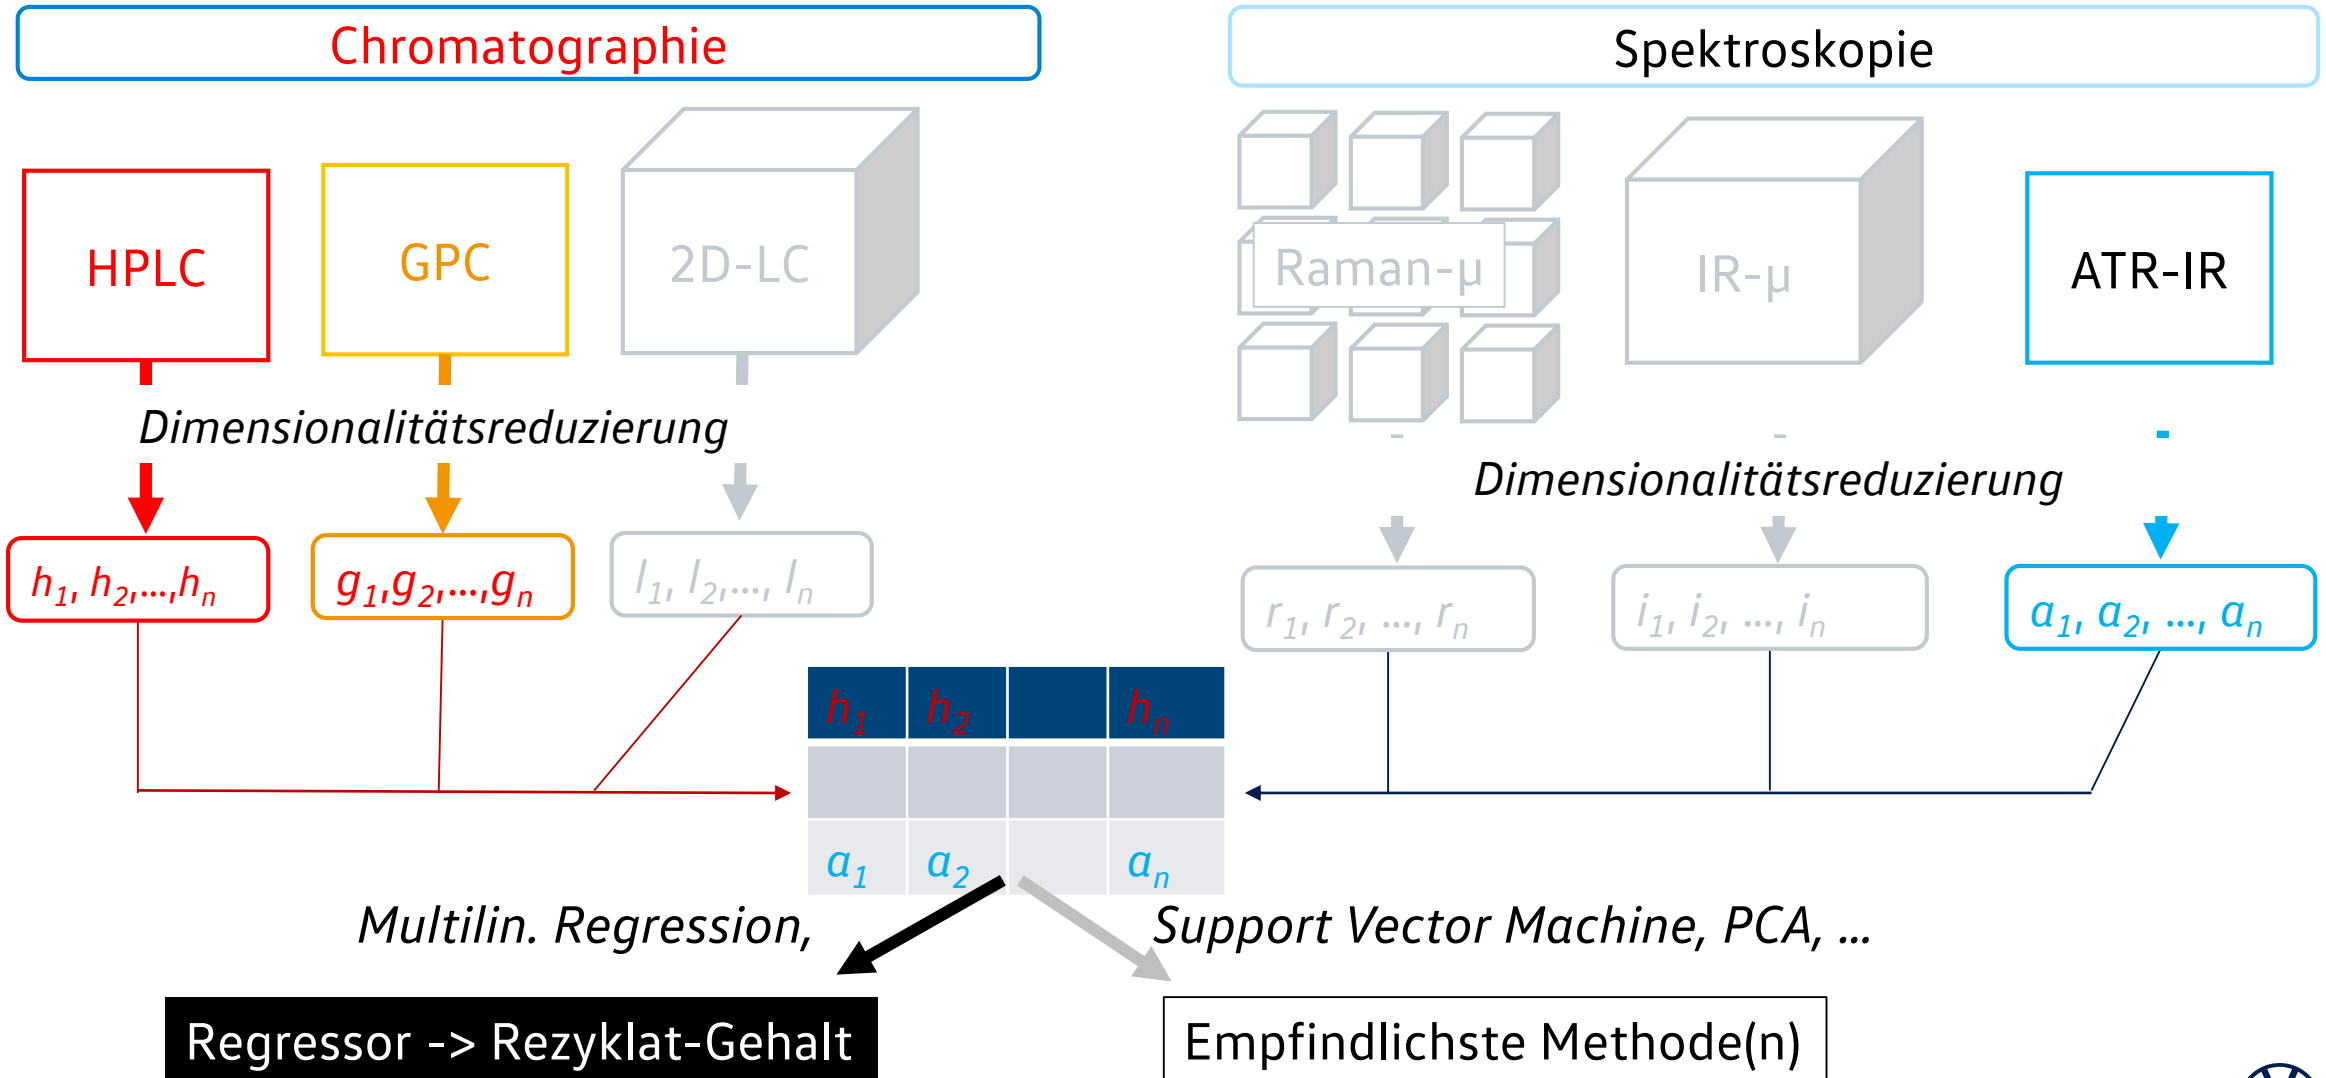 Chromatographie
Spektroskopie
HPLC
GPC
2D-LC
Raman-μ
IR-μ
ATR-IR
Dimensionalitätsreduzierung
Dimensionalitätsreduzierung
h1, h2,...,hn
g1,g2,...,gn
l1, l2,..., ln
r1, r2, ..., rn
i1, i2, ..., in
a1, a2, ..., an
h1 h2 hn
a1 a2 an
Multilin. Regression,
Support Vector Machine, PCA, ...
Regressor -> Rezyklat-Gehalt
Empfindlichste Methode(n)